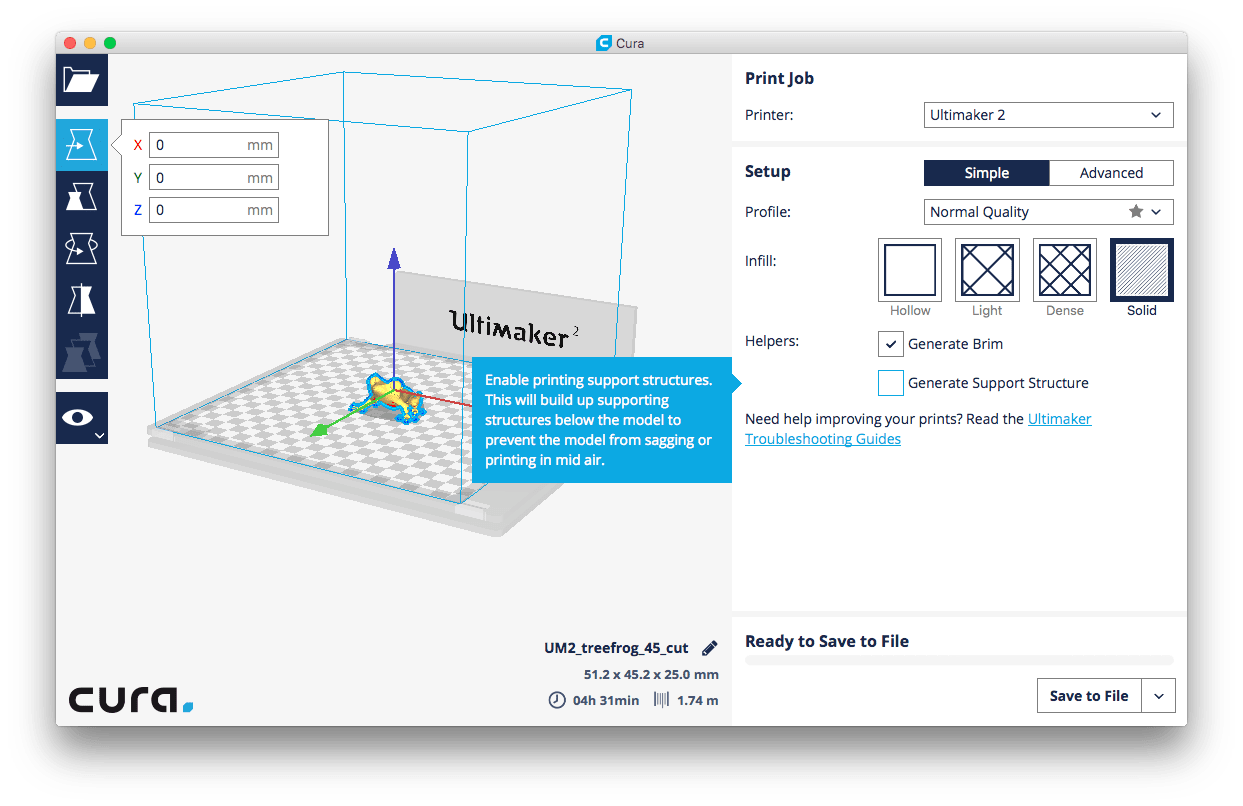 Cura
X 0 mm
Y 0 mm
Z 0 mm
Ultimaker 2
Enable printing support structures.
This will build up supporting
structures below the model to
prevent the model from sagging or
printing in mid air.
UM2_treefrog_45_cut
51.2 x 45.2 x 25.0 mm
04h 31min 1.74 m
cura.
Print Job
Printer: Ultimaker 2
Setup Simple Advanced
Profile: Normal Quality
Infill:
Hollow Light Dense Solid
Helpers: Generate Brim
Generate Support Structure
Need help improving your prints? Read the Ultimaker
Troubleshooting Guides
Ready to Save to File
Save to File